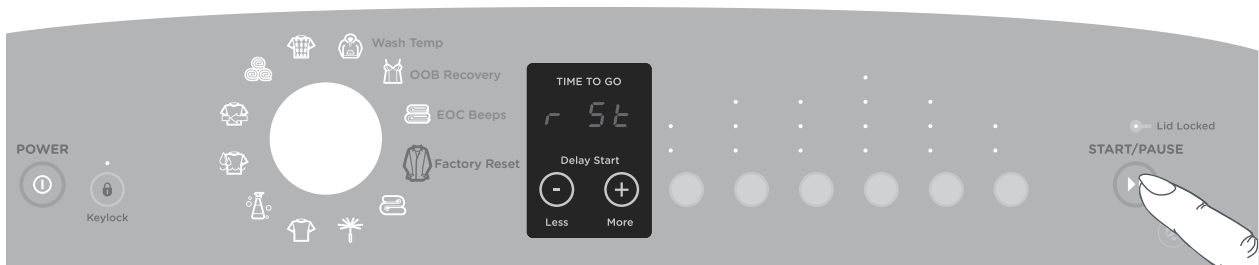 Wash Temp
OOB Recovery
EOC Beeps
Factory Reset
POWER
Keylock
TIME TO GO
r St
Delay Start
- +
Less More
Lid Locked
START/PAUSE